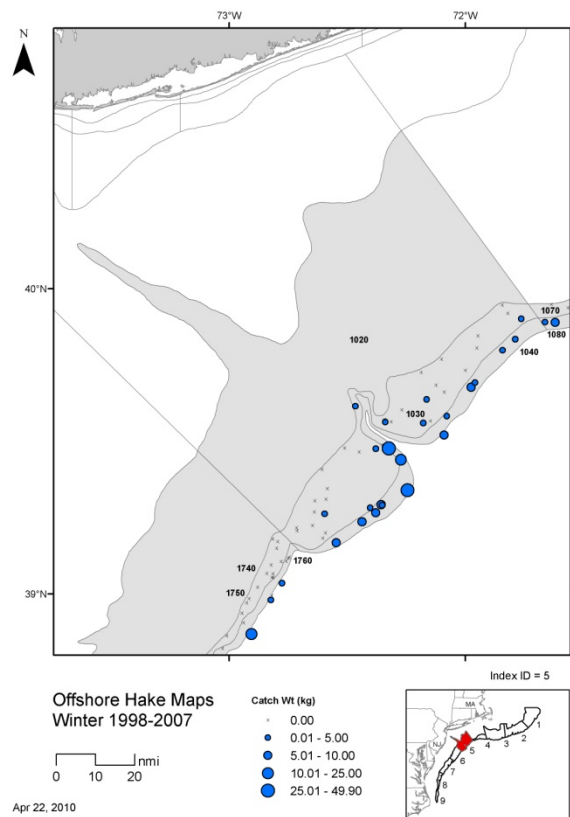 73°W
72°W
N
40°N
1070
1080
1020
1040
1030
1740
1760
39°N
1750
Index ID = 5
Offshore Hake Maps
Winter 1998-2007
Catch Wt (kg)
0.00
0.01 - 5.00
5.01 - 10.00
10.01 - 25.00
25.01 - 49.90
nmi
0 10 20
Apr 22, 2010
MA
NJ
1
2
3
4
5
6
7
8
9